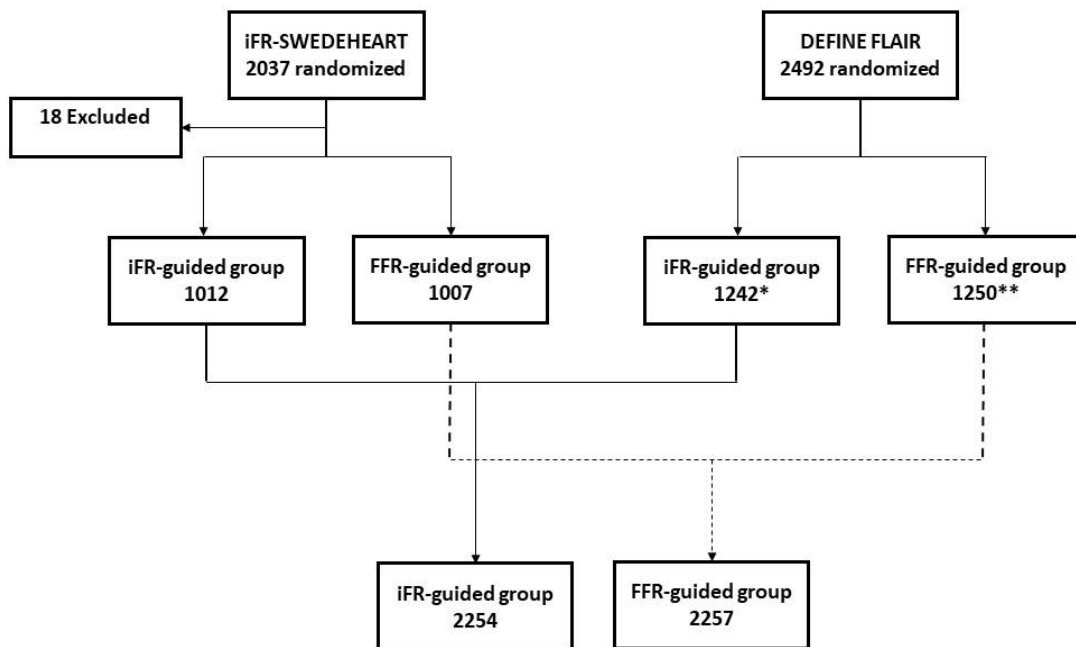 iFR-SWEDEHEART
2037 randomized
DEFINE FLAIR
2492 randomized
18 Excluded
iFR-guided group
1012
FFR-guided group
1007
iFR-guided group
1242*
FFR-guided group
1250**
iFR-guided group
2254
FFR-guided group
2257